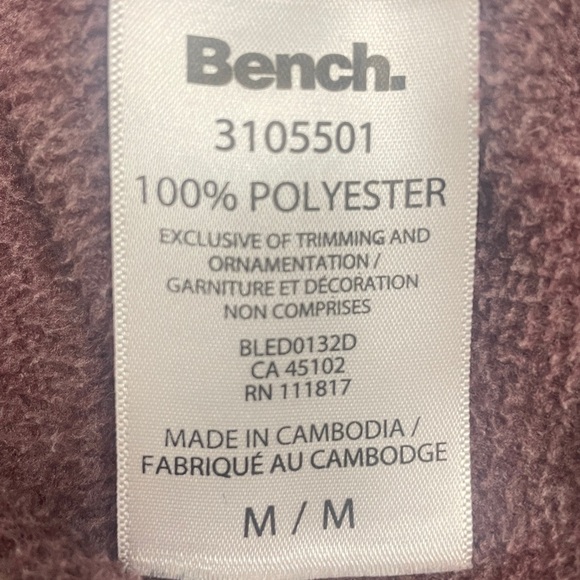 Bench.
3105501
100% POLYESTER
EXCLUSIVE OF TRIMMING AND
ORNAMENTATION /
GARNITURE ET DÉCORATION
NON COMPRISES
BLED0132D
CA 45102
RN 111817
MADE IN CAMBODIA /
FABRIQUÉ AU CAMBODGE
M / M